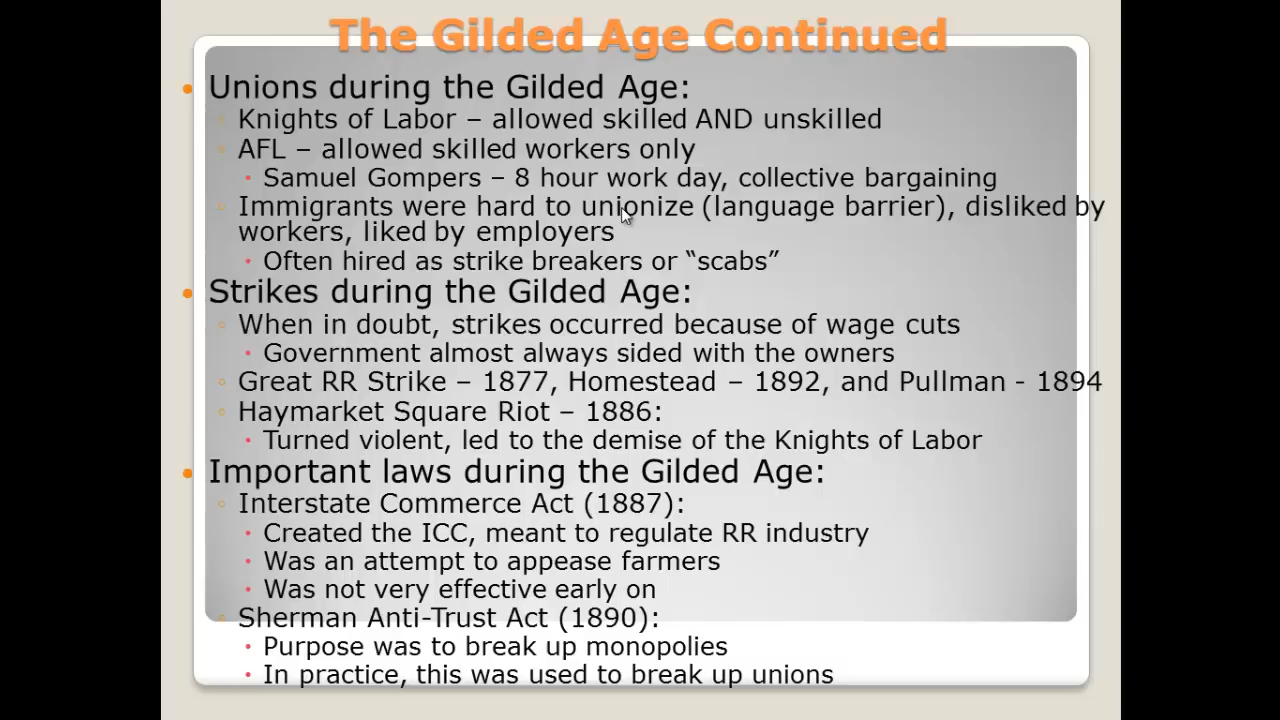 The Gilded Age Continued
• Unions during the Gilded Age:
◦ Knights of Labor – allowed skilled AND unskilled
◦ AFL – allowed skilled workers only
• Samuel Gompers – 8 hour work day, collective bargaining
◦ Immigrants were hard to unionize (language barrier), disliked by
workers, liked by employers
• Often hired as strike breakers or “scabs”
• Strikes during the Gilded Age:
◦ When in doubt, strikes occurred because of wage cuts
• Government almost always sided with the owners
◦ Great RR Strike – 1877, Homestead – 1892, and Pullman - 1894
◦ Haymarket Square Riot – 1886:
• Turned violent, led to the demise of the Knights of Labor
• Important laws during the Gilded Age:
◦ Interstate Commerce Act (1887):
• Created the ICC, meant to regulate RR industry
• Was an attempt to appease farmers
• Was not very effective early on
◦ Sherman Anti-Trust Act (1890):
• Purpose was to break up monopolies
• In practice, this was used to break up unions